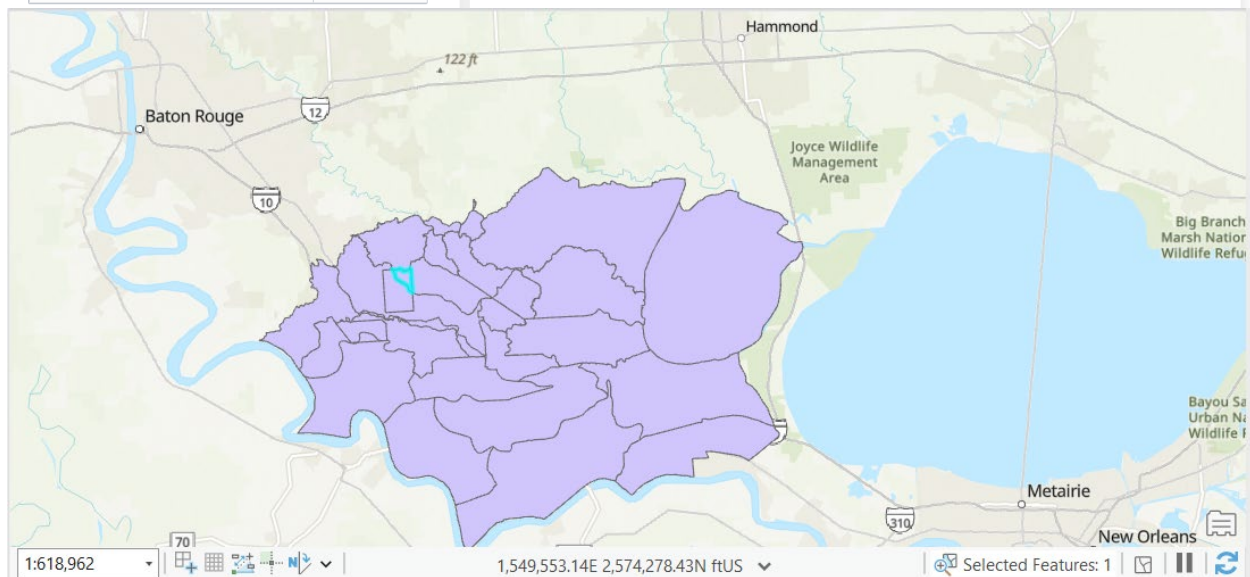 Hammond
122 ft
Baton Rouge
12
Joyce Wildlife
Management
Area
10
Big Branch
Marsh Nation
Wildlife Refu
Bayou Sa
Urban Na
Wildlife R
Metairie
310
New Orleans
70
1:618,962
N
1,549,553.14E 2,574,278.43N ftUS
Selected Features: 1